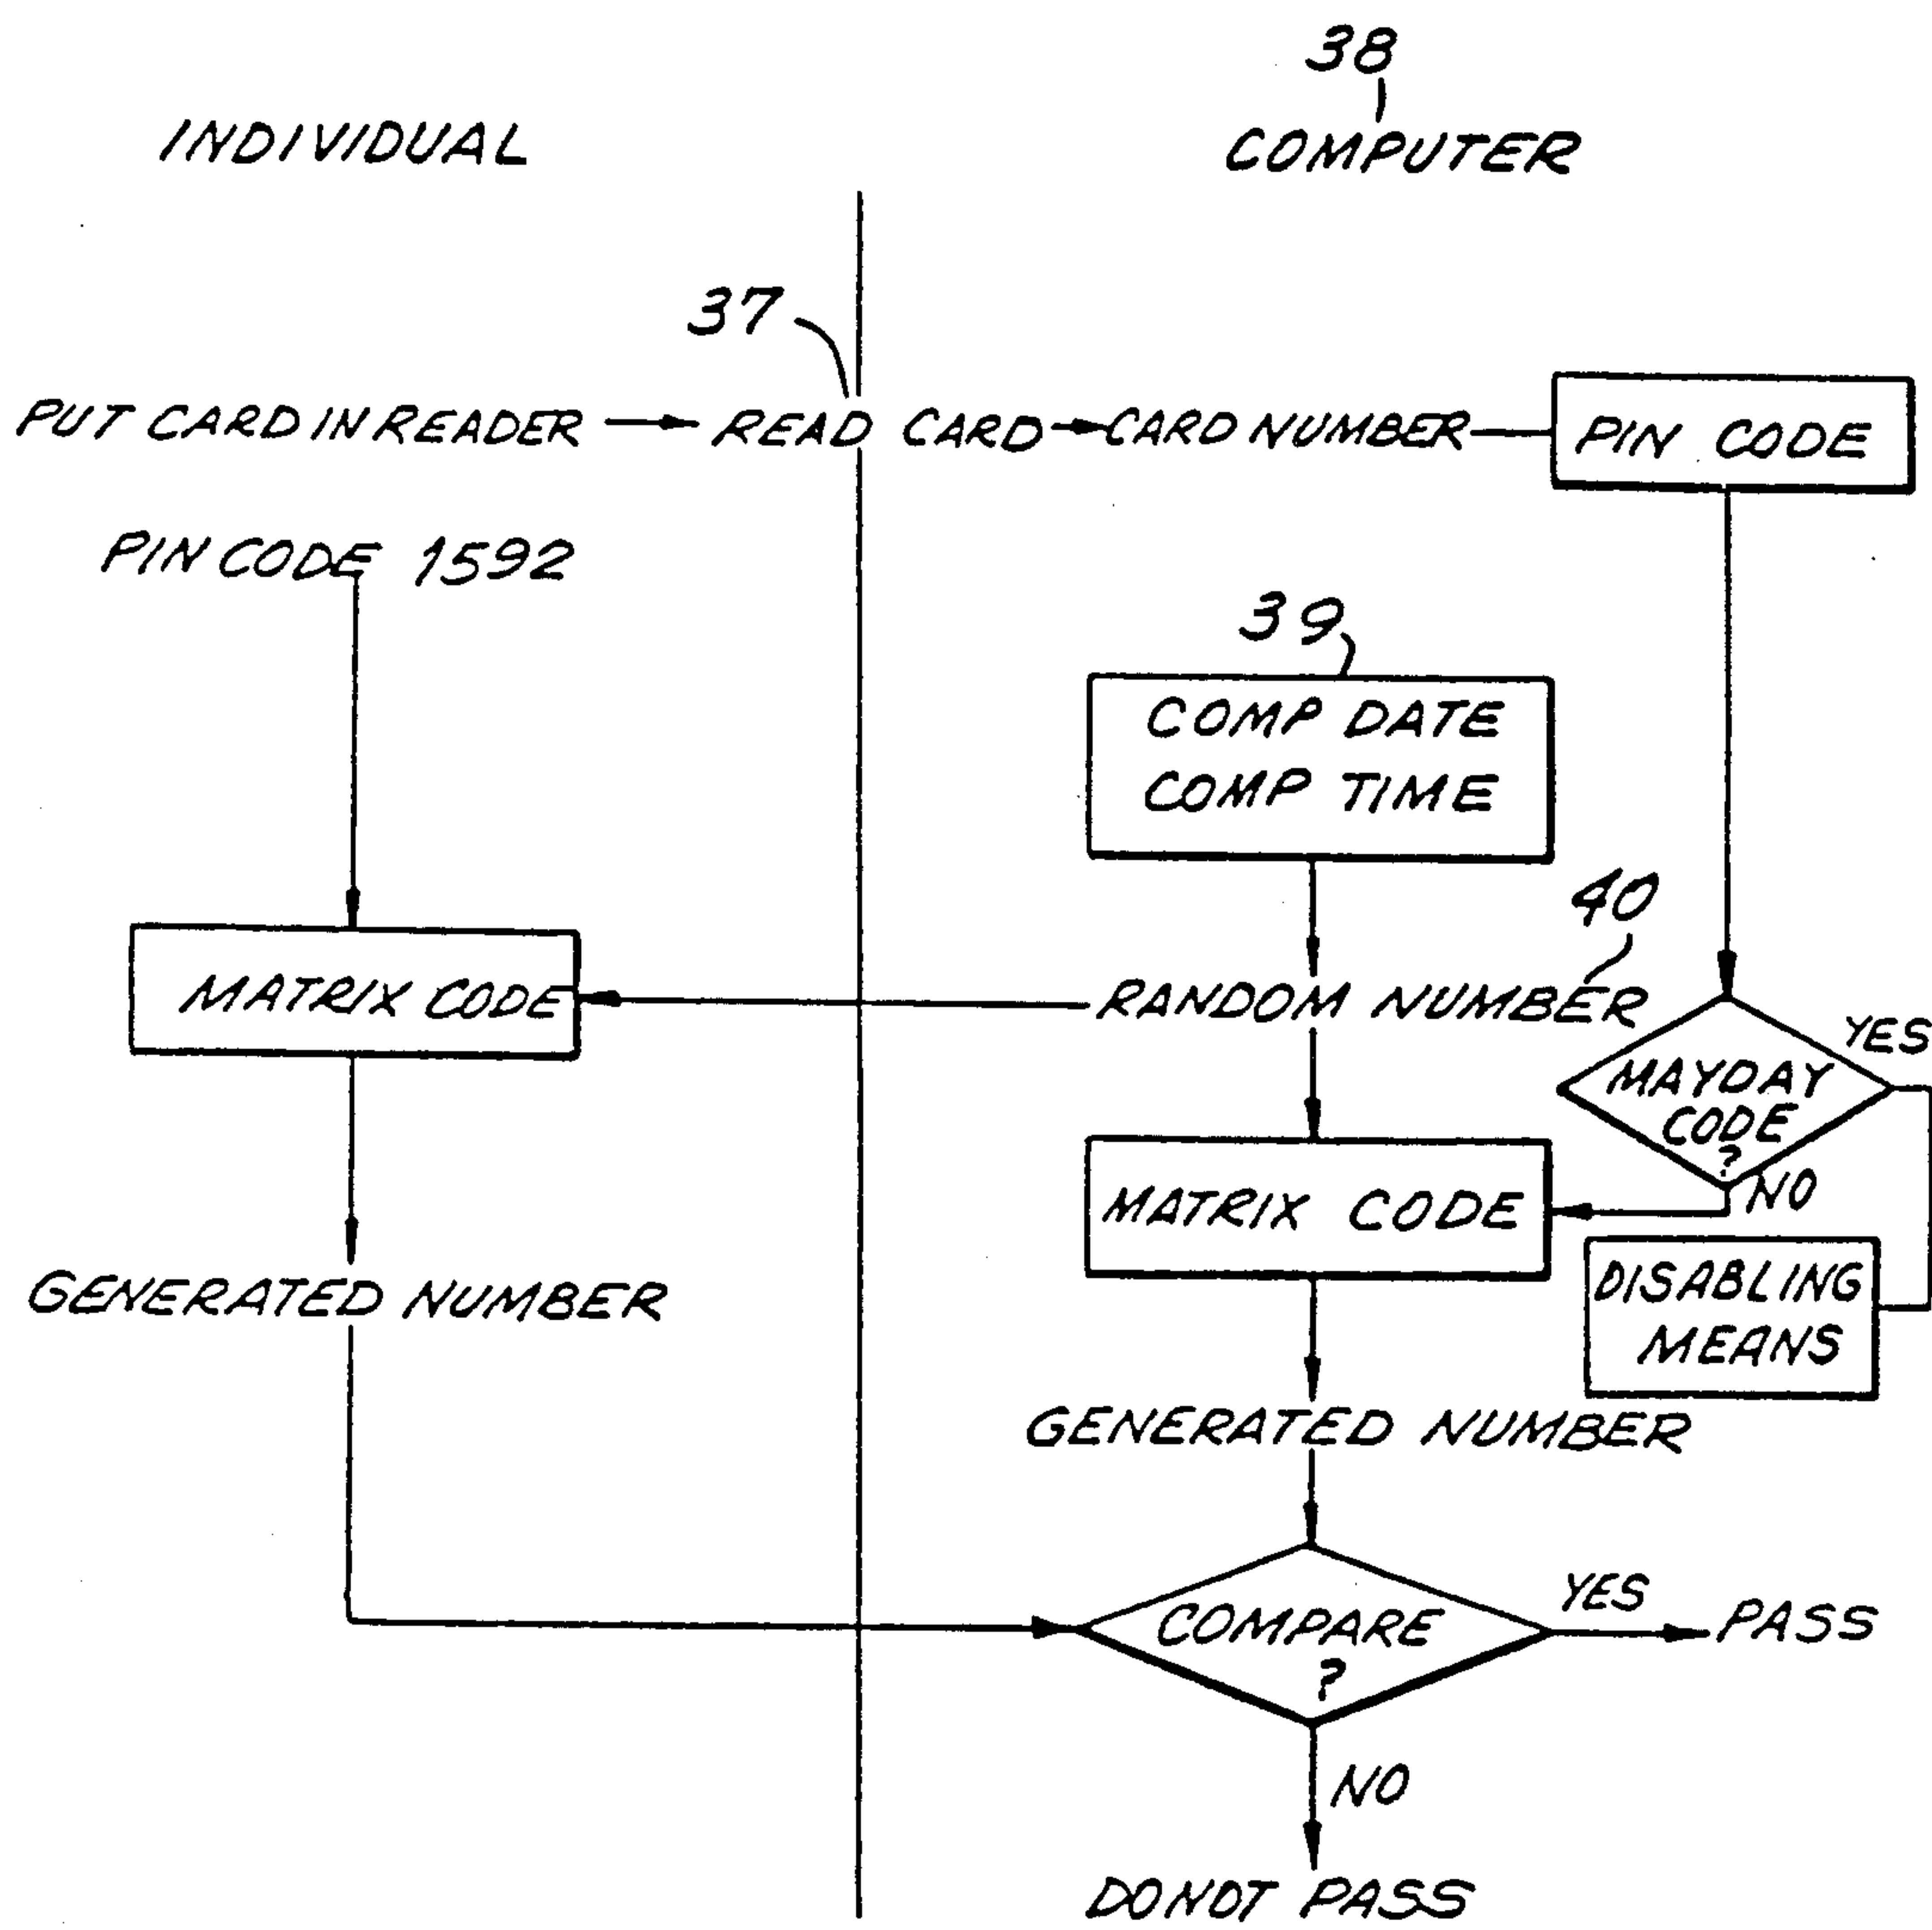 38
INDIVIDUAL
COMPUTER
37
PUT CARD IN READER
READ CARD
CARD NUMBER
PIN CODE
PIN CODE 1592
39
COMP DATE
COMP TIME
40
MATRIX CODE
RANDOM NUMBER
YES
MAYDAY
CODE
?
NO
MATRIX CODE
DISABLING
MEANS
GENERATED NUMBER
GENERATED NUMBER
COMPARE
?
YES
PASS
NO
DO NOT PASS